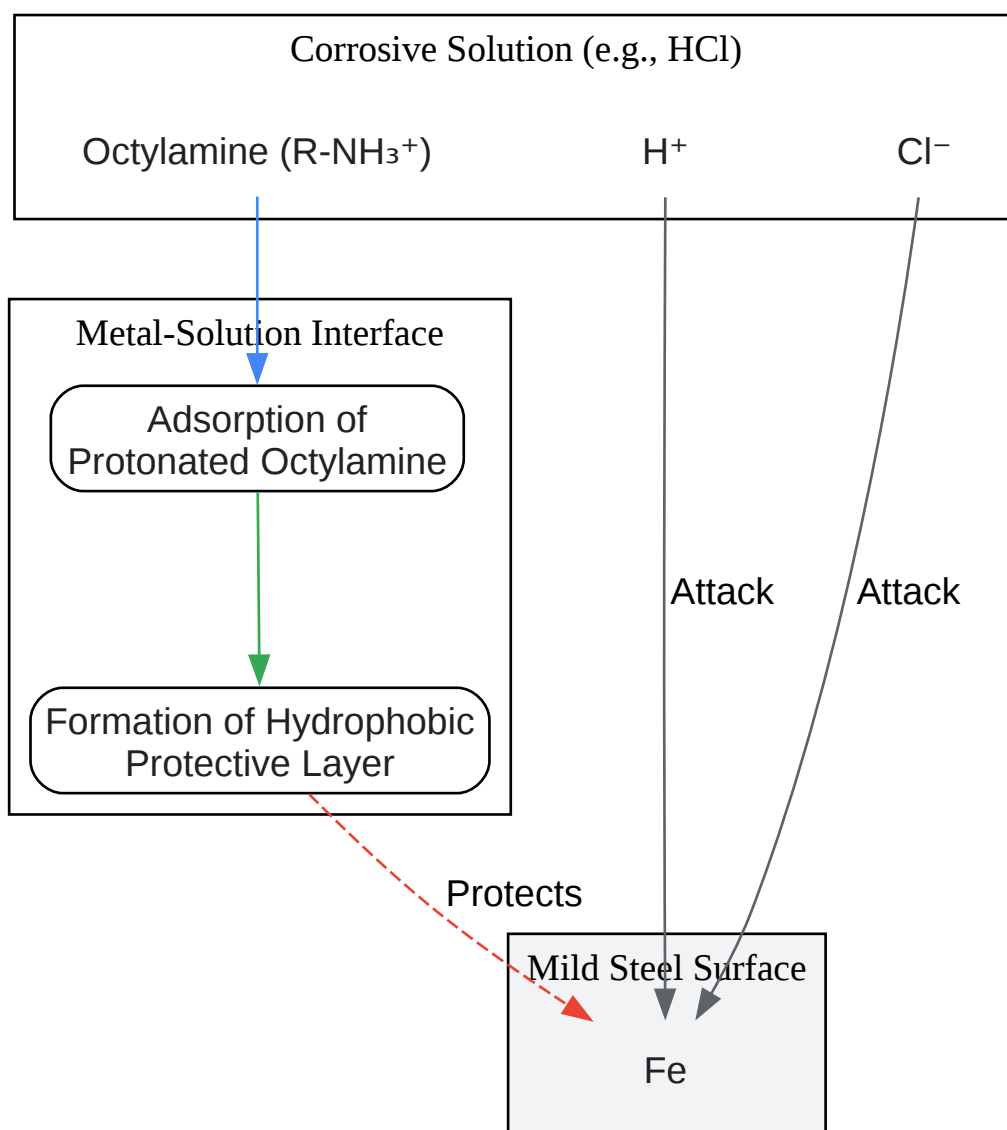 Corrosive Solution (e.g., HCl)
Octylamine (R-NH₃⁺)
H⁺
Cl⁻
Metal-Solution Interface
Adsorption of
Protonated Octylamine
Attack
Attack
Formation of Hydrophobic
Protective Layer
Protects
Mild Steel Surface
Fe